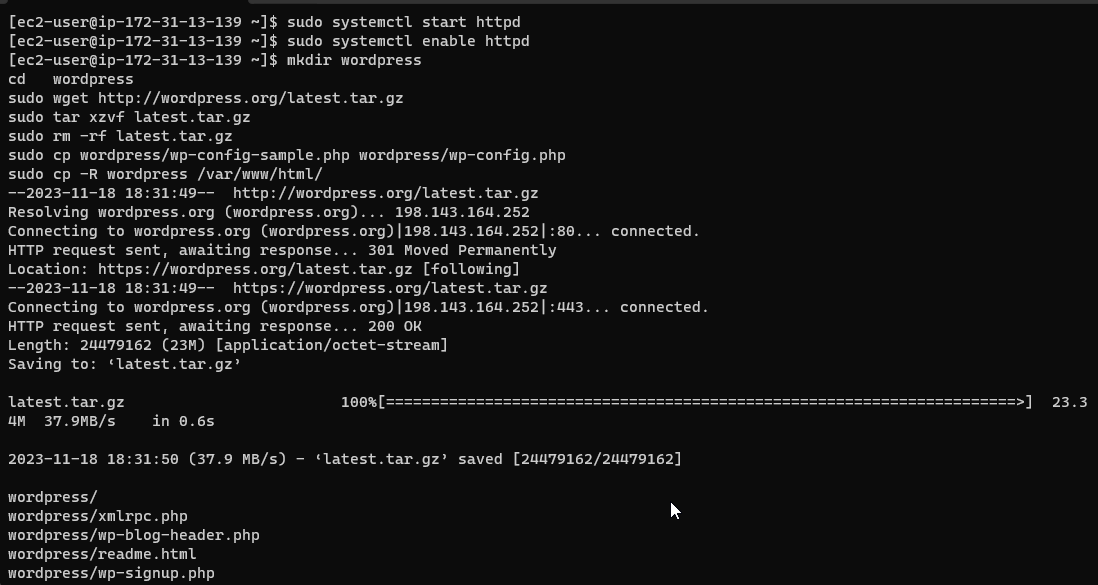 [ec2-user@ip-172-31-13-139 ~]$ sudo systemctl start httpd
[ec2-user@ip-172-31-13-139 ~]$ sudo systemctl enable httpd
[ec2-user@ip-172-31-13-139 ~]$ mkdir wordpress
cd   wordpress
sudo wget http://wordpress.org/latest.tar.gz
sudo tar xzvf latest.tar.gz
sudo rm -rf latest.tar.gz
sudo cp wordpress/wp-config-sample.php wordpress/wp-config.php
sudo cp -R wordpress /var/www/html/
--2023-11-18 18:31:49--  http://wordpress.org/latest.tar.gz
Resolving wordpress.org (wordpress.org)... 198.143.164.252
Connecting to wordpress.org (wordpress.org)|198.143.164.252|:80... connected.
HTTP request sent, awaiting response... 301 Moved Permanently
Location: https://wordpress.org/latest.tar.gz [following]
--2023-11-18 18:31:49--  https://wordpress.org/latest.tar.gz
Connecting to wordpress.org (wordpress.org)|198.143.164.252|:443... connected.
HTTP request sent, awaiting response... 200 OK
Length: 24479162 (23M) [application/octet-stream]
Saving to: ‘latest.tar.gz’
latest.tar.gz                        100%[======================================================================>]  23.3
4M  37.9MB/s    in 0.6s
2023-11-18 18:31:50 (37.9 MB/s) - ‘latest.tar.gz’ saved [24479162/24479162]
wordpress/
wordpress/xmlrpc.php
wordpress/wp-blog-header.php
wordpress/readme.html
wordpress/wp-signup.php